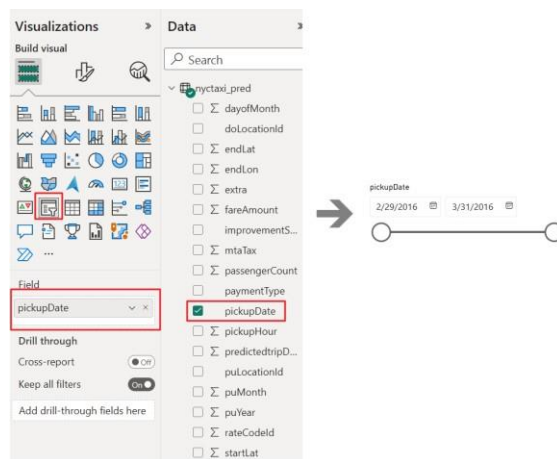 Visualizations
Build visual
Field
pickupDate
Drill through
Cross-report
Off
Keep all filters
On
Add drill-through fields here
Data
Search
nyctaxi_pred
dayofMonth
doLocationId
endLat
endLon
extra
fareAmount
improvementS...
mtaTax
passengerCount
paymentType
pickupDate
pickupHour
predictedtripD...
puLocationId
puMonth
puYear
rateCodeId
startLat
pickupDate
2/29/2016
3/31/2016